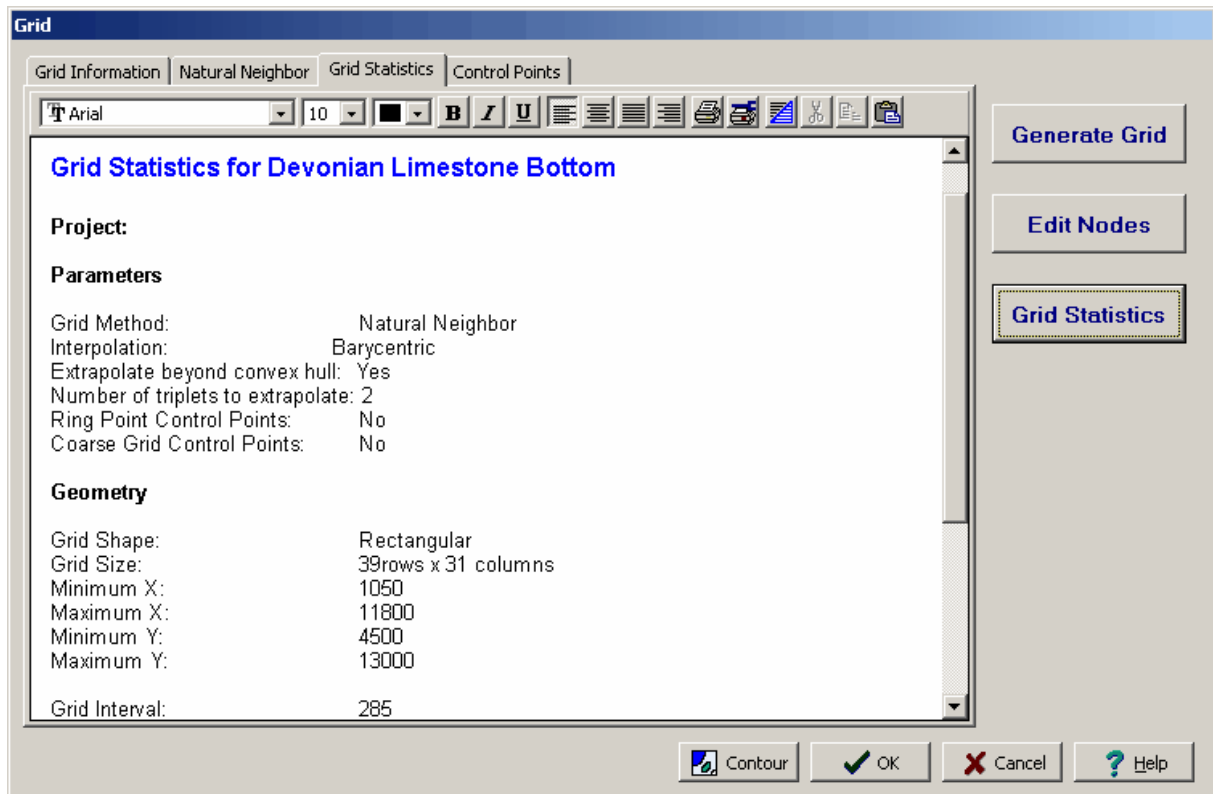 Grid
Grid Information Natural Neighbor Grid Statistics Control Points
Arial 10 B I U
Generate Grid
Edit Nodes
Grid Statistics
Grid Statistics for Devonian Limestone Bottom
Project:
Parameters
Grid Method: Natural Neighbor
Interpolation: Barycentric
Extrapolate beyond convex hull: Yes
Number of triplets to extrapolate: 2
Ring Point Control Points: No
Coarse Grid Control Points: No
Geometry
Grid Shape: Rectangular
Grid Size: 39rows x 31 columns
Minimum X: 1050
Maximum X: 11800
Minimum Y: 4500
Maximum Y: 13000
Grid Interval: 285
Contour OK Cancel Help